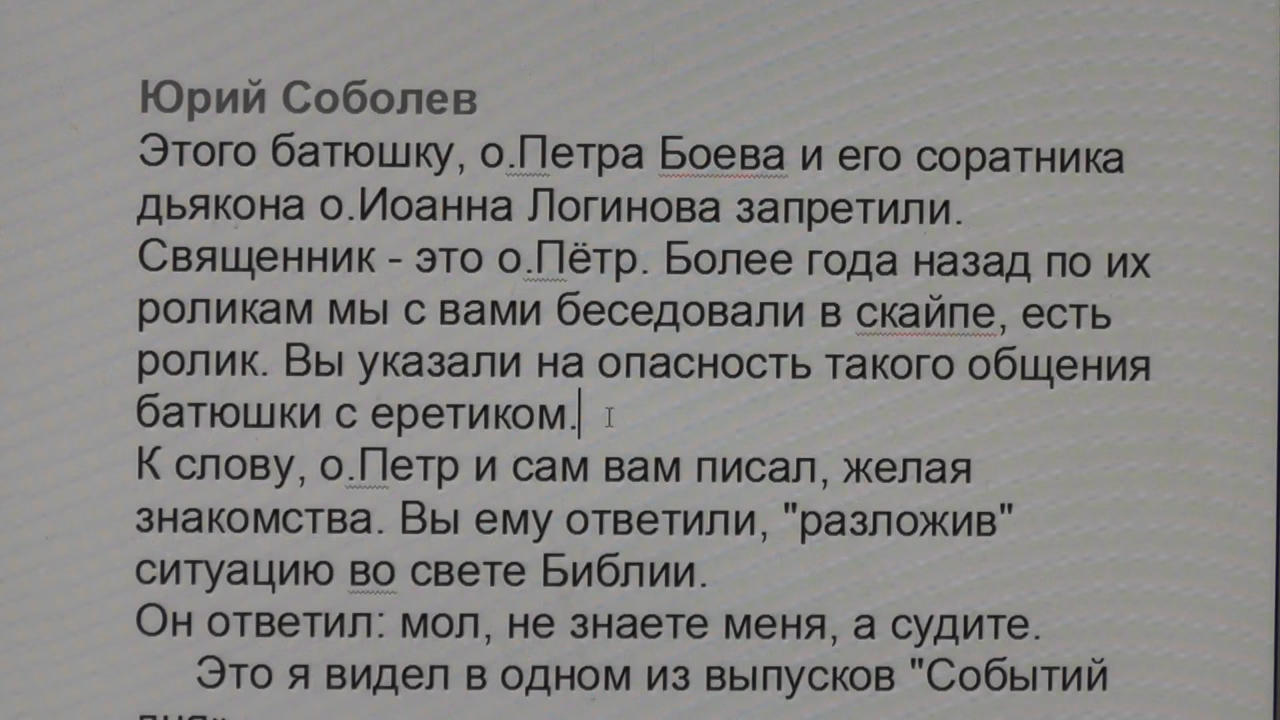 Юрий Соболев
Этого батюшку, о.Петра Боева и его соратника
дьякона о.Иоанна Логинова запретили.
Священник - это о.Пётр. Более года назад по их
роликам мы с вами беседовали в скайпе, есть
ролик. Вы указали на опасность такого общения
батюшки с еретиком.
К слову, о.Петр и сам вам писал, желая
знакомства. Вы ему ответили, "разложив"
ситуацию во свете Библии.
Он ответил: мол, не знаете меня, а судите.
Это я видел в одном из выпусков "Событий